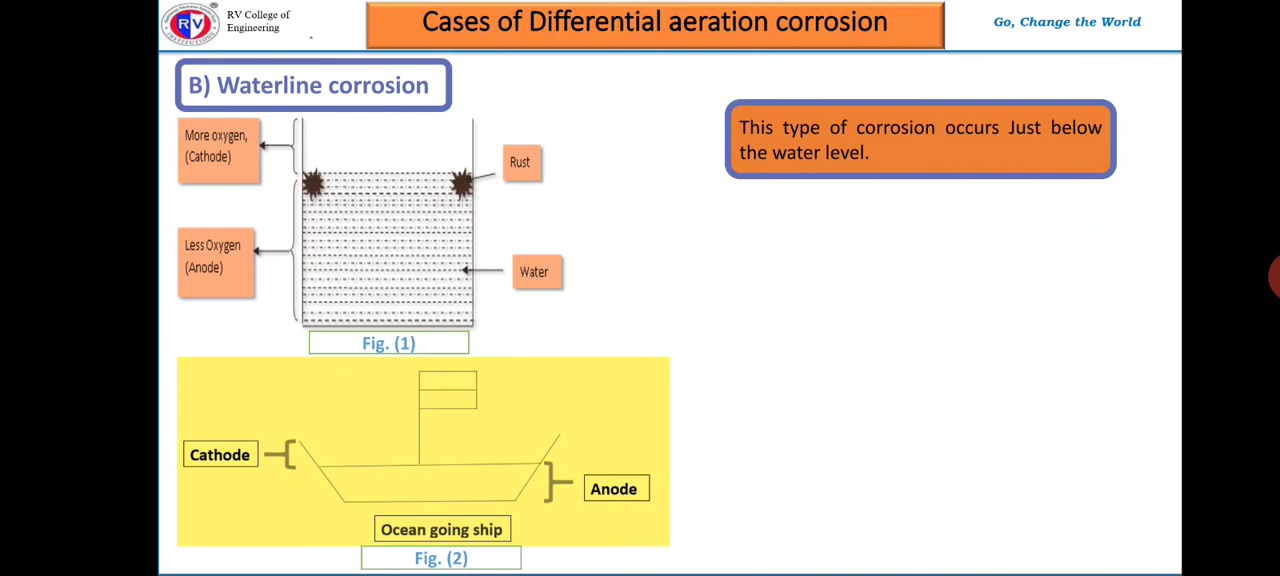 RV College of
Engineering
Cases of Differential aeration corrosion
Go, Change the World
B) Waterline corrosion
More oxygen,
(Cathode)
Rust
This type of corrosion occurs Just below
the water level.
Less Oxygen
(Anode)
Water
Fig. (1)
Cathode
Anode
Ocean going ship
Fig. (2)